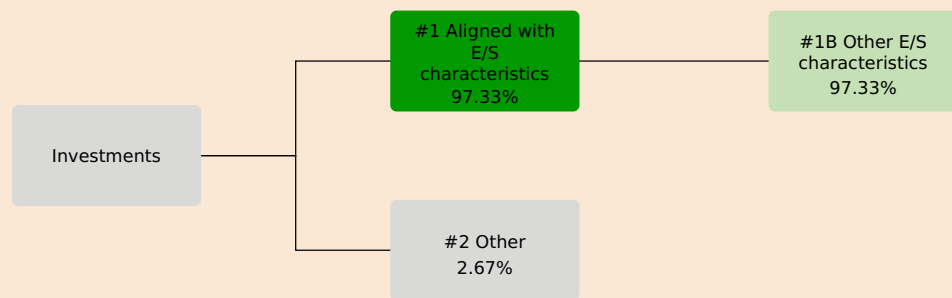 #1 Aligned with
E/S
characteristics
97.33%
#1B Other E/S
characteristics
97.33%
Investments
#2 Other
2.67%